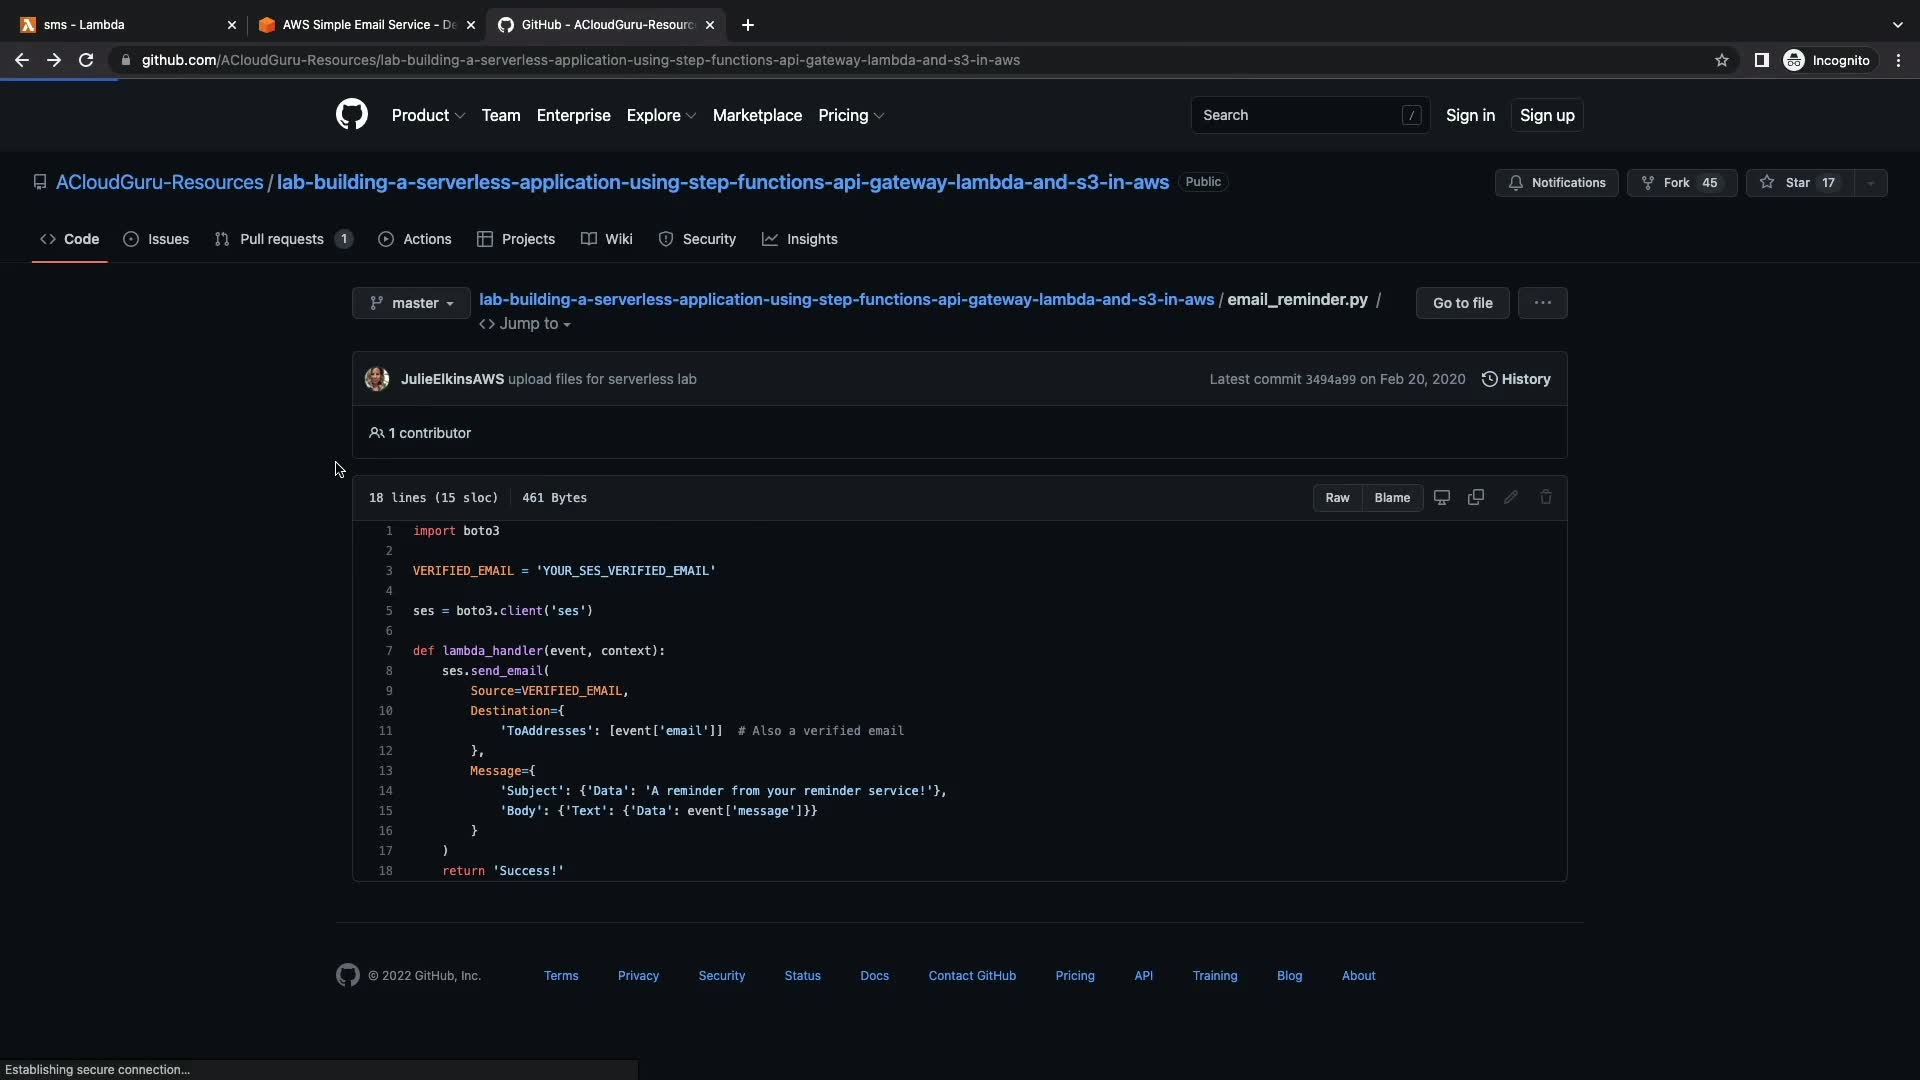 sms - Lambda
AWS Simple Email Service - De
GitHub - ACloudGuru-Resourc
github.com/ACloudGuru-Resources/lab-building-a-serverless-application-using-step-functions-api-gateway-lambda-and-s3-in-aws
Incognito
Product
Team
Enterprise
Explore
Marketplace
Pricing
Search /
Sign in
Sign up
ACloudGuru-Resources / lab-building-a-serverless-application-using-step-functions-api-gateway-lambda-and-s3-in-aws Public
Notifications
Fork 45
Star 17
Code
Issues
Pull requests 1
Actions
Projects
Wiki
Security
Insights
master
lab-building-a-serverless-application-using-step-functions-api-gateway-lambda-and-s3-in-aws / email_reminder.py /
<> Jump to
Go to file
...
JulieElkinsAWS upload files for serverless lab
Latest commit 3494a99 on Feb 20, 2020
History
1 contributor
18 lines (15 sloc) 461 Bytes
Raw
Blame
1 import boto3
2
3 VERIFIED_EMAIL = 'YOUR_SES_VERIFIED_EMAIL'
4
5 ses = boto3.client('ses')
6
7 def lambda_handler(event, context):
8 ses.send_email(
9 Source=VERIFIED_EMAIL,
10 Destination={
11 'ToAddresses': [event['email']] # Also a verified email
12 },
13 Message={
14 'Subject': {'Data': 'A reminder from your reminder service!'},
15 'Body': {'Text': {'Data': event['message']}}
16 }
17 )
18 return 'Success!'
© 2022 GitHub, Inc.
Terms
Privacy
Security
Status
Docs
Contact GitHub
Pricing
API
Training
Blog
About
Establishing secure connection...